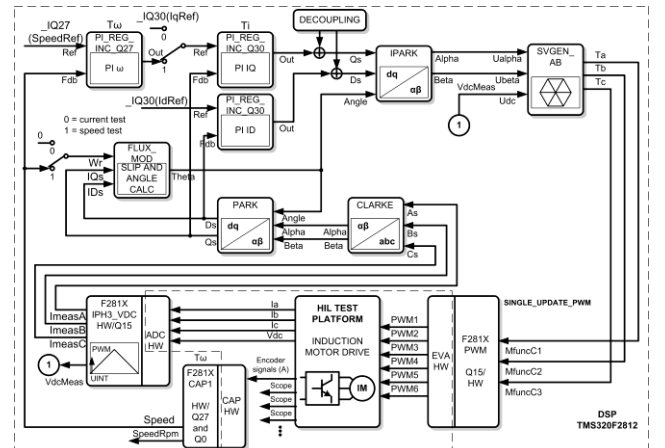 _IQ27
(SpeedRef)
Tω
0
_IQ30(IqRef)
Ti
DECOUPLING
Ref
PI_REG_
INC_Q27
PI ω
Fdb
Out
1
Ref
PI_REG_
INC_Q30
PI IQ
Fdb
Out
Qs
Ds
Angle
IPARK
dq
αβ
Alpha
Beta
Ualpha
Ubeta
VdcMeas
Udc
1
SVGEN_
AB
Ta
Tb
Tc
_IQ30(IdRef)
Ref
PI_REG_
INC_Q30
PI ID
Fdb
Out
0 = current test
1 = speed test
0
0
1
Wr
IQs
IDs
FLUX_
MOD
SLIP AND
ANGLE
CALC
Theta
Ds
Qs
PARK
dq
αβ
Angle
Alpha
Beta
Alpha
Beta
CLARKE
αβ
abc
As
Bs
Cs
ImeasA
ImeasB
ImeasC
F281X
IPH3_VDC
HW/Q15
PWM
UINT
ADC
HW
1
VdcMeas
Ia
Ib
Ic
Vdc
HIL TEST
PLATFORM
INDUCTION
MOTOR DRIVE
IM
PWM1
PWM2
PWM3
PWM4
PWM5
PWM6
EVA
HW
F281X
PWM
Q15/
HW
SINGLE_UPDATE_PWM
MfuncC1
MfuncC2
MfuncC3
Tω
F281X
CAP1
HW/
Q27
and
Q0
CAP
HW
Encoder
signals (A)
Scope
Scope
Scope
Speed
SpeedRpm
DSP
TMS320F2812